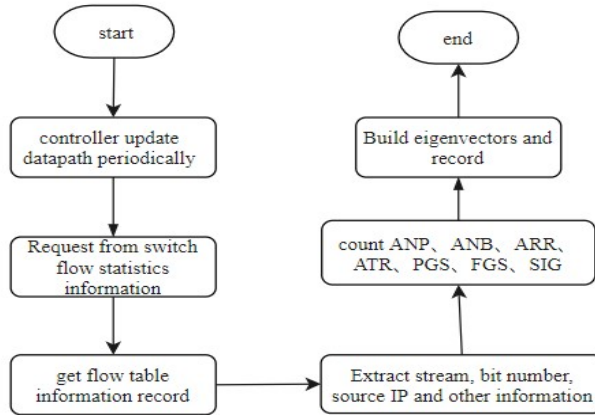 start
controller update
datapath periodically
Request from switch
flow statistics
information
get flow table
information record
Extract stream, bit number,
source IP and other information
count ANP、ANB、ARR、
ATR、PGS、FGS、SIG
Build eigenvectors and
record
end